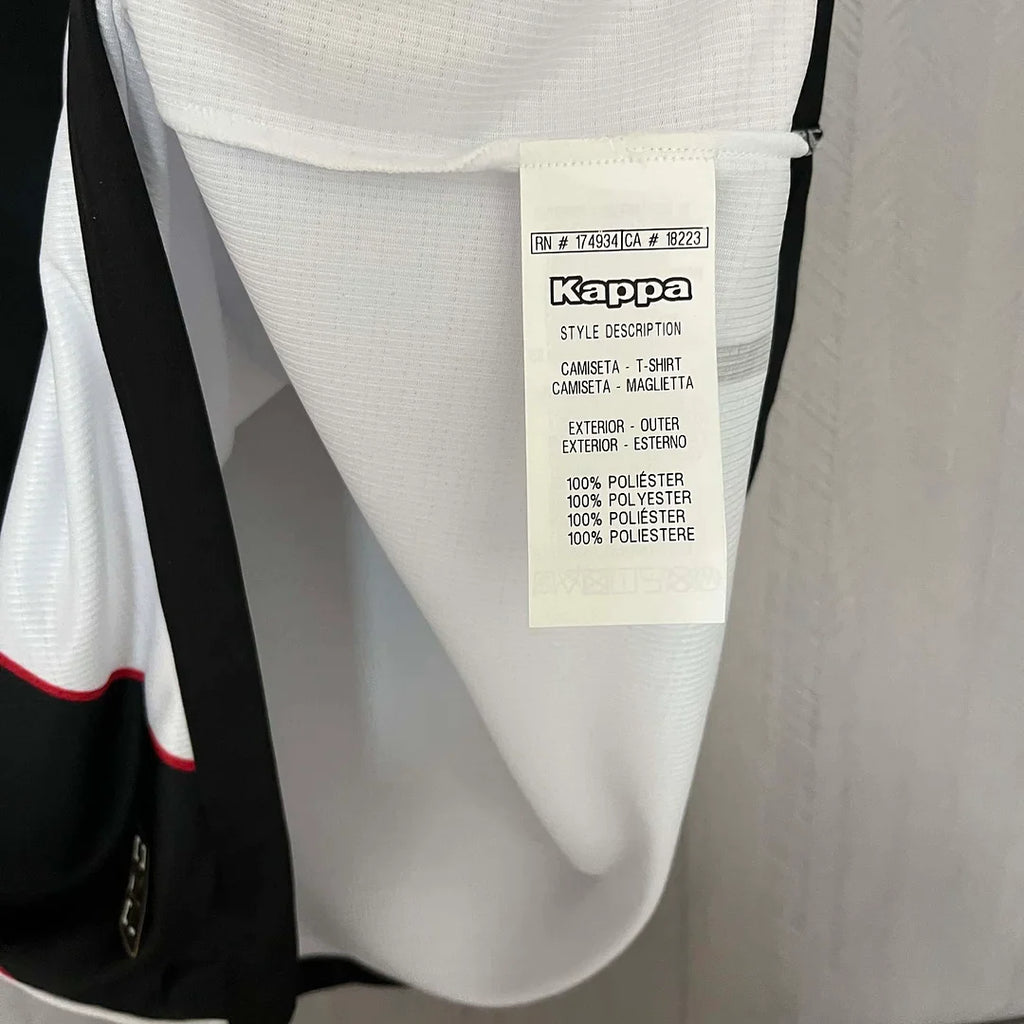 RN # 174934 CA # 18223
Kappa
STYLE DESCRIPTION
CAMISETA - T-SHIRT
CAMISETA - MAGLIETTA
EXTERIOR - OUTER
EXTERIOR - ESTERNO
100% POLIÉSTER
100% POLYESTER
100% POLIÉSTER
100% POLIESTERE